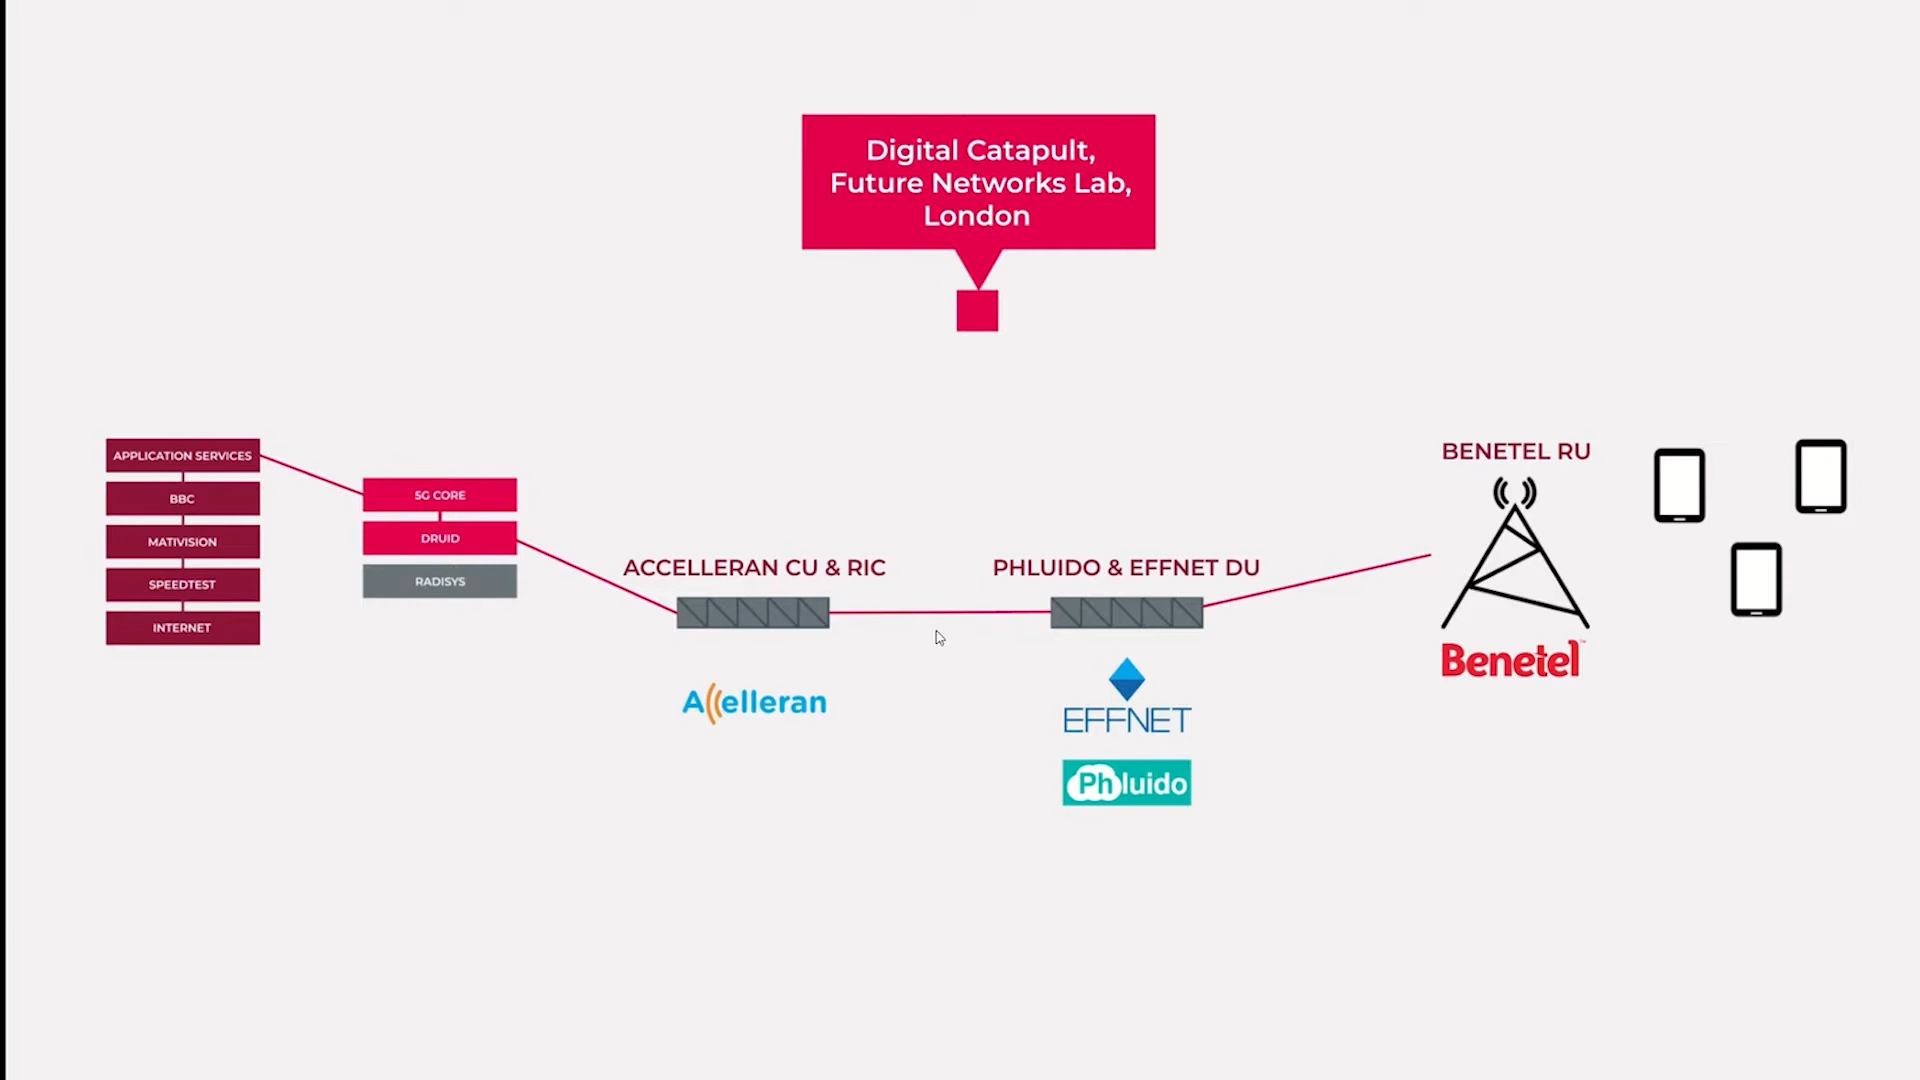 Digital Catapult,
Future Networks Lab,
London
APPLICATION SERVICES
BBC
MATIVISION
SPEEDTEST
INTERNET
5G CORE
DRUID
RADISYS
ACCELLERAN CU & RIC
Accelleran
PHLUIDO & EFFNET DU
EFFNET
Phluido
BENETEL RU
Benetel™